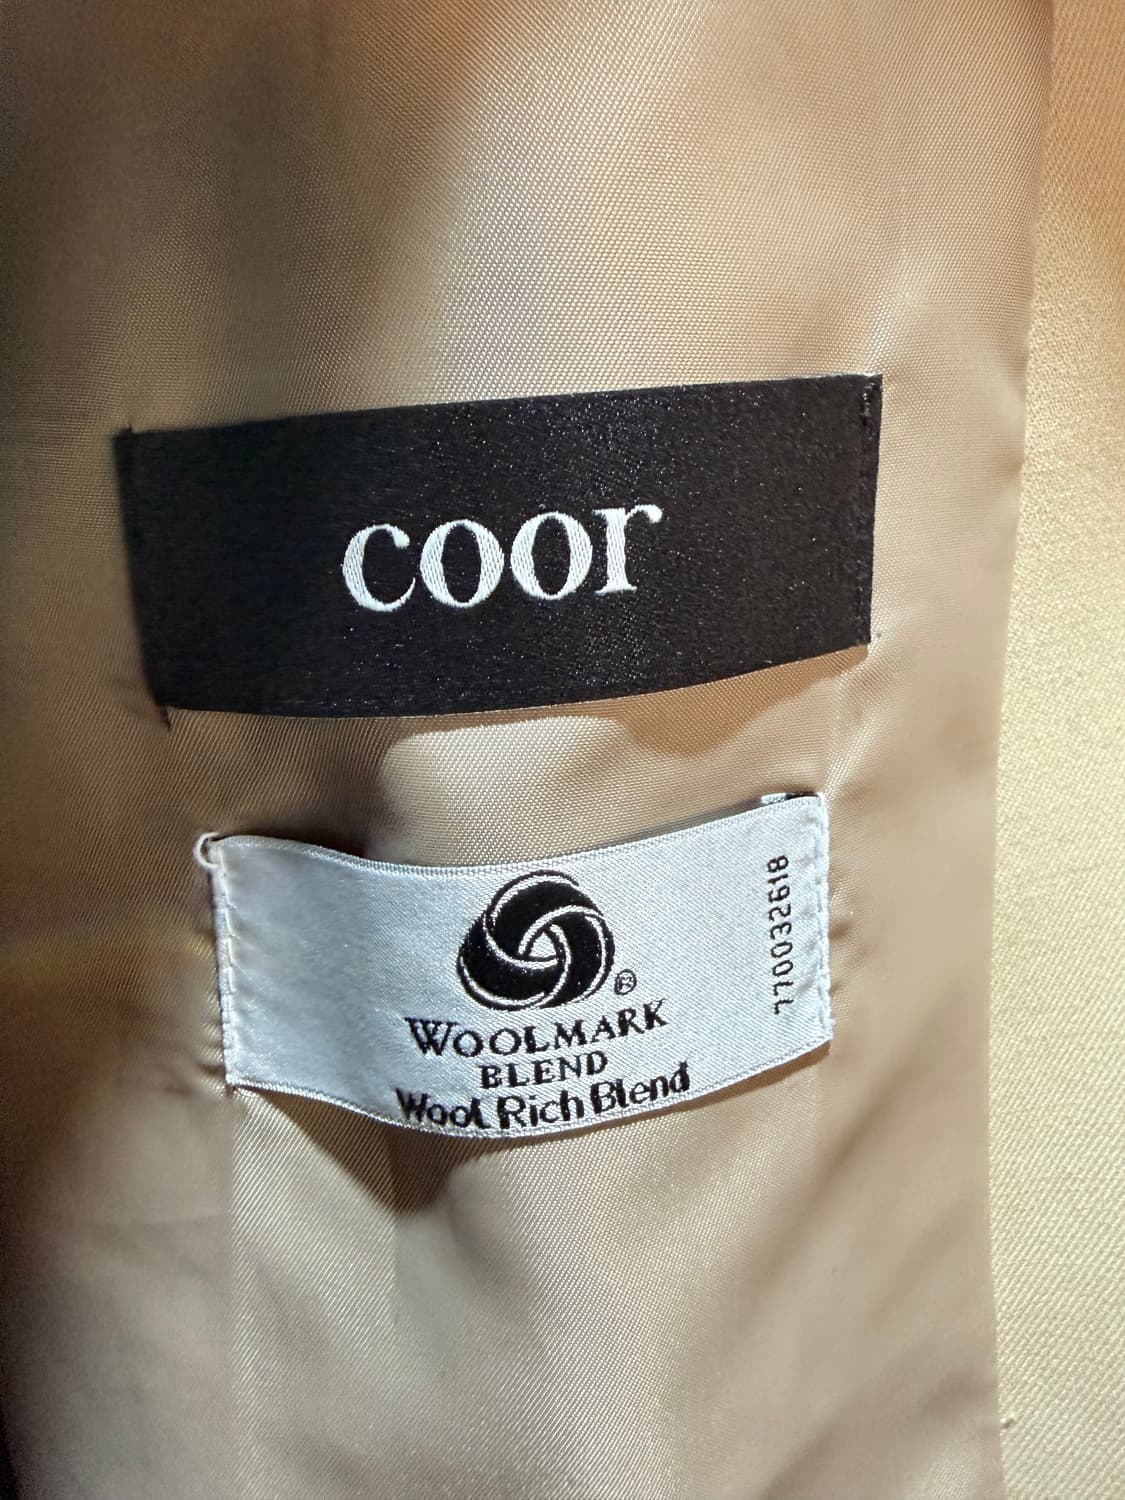 coor
®
WOOLMARK
BLEND
Wool Rich Blend
770032618